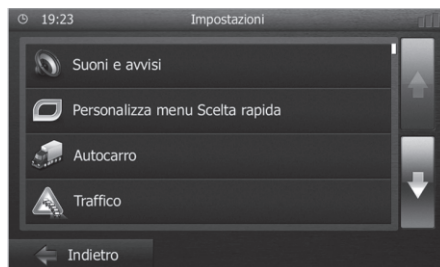 19:23 Impostazioni
Suoni e avvisi
Personalizza menu Scelta rapida
Autocarro
Traffico
Indietro